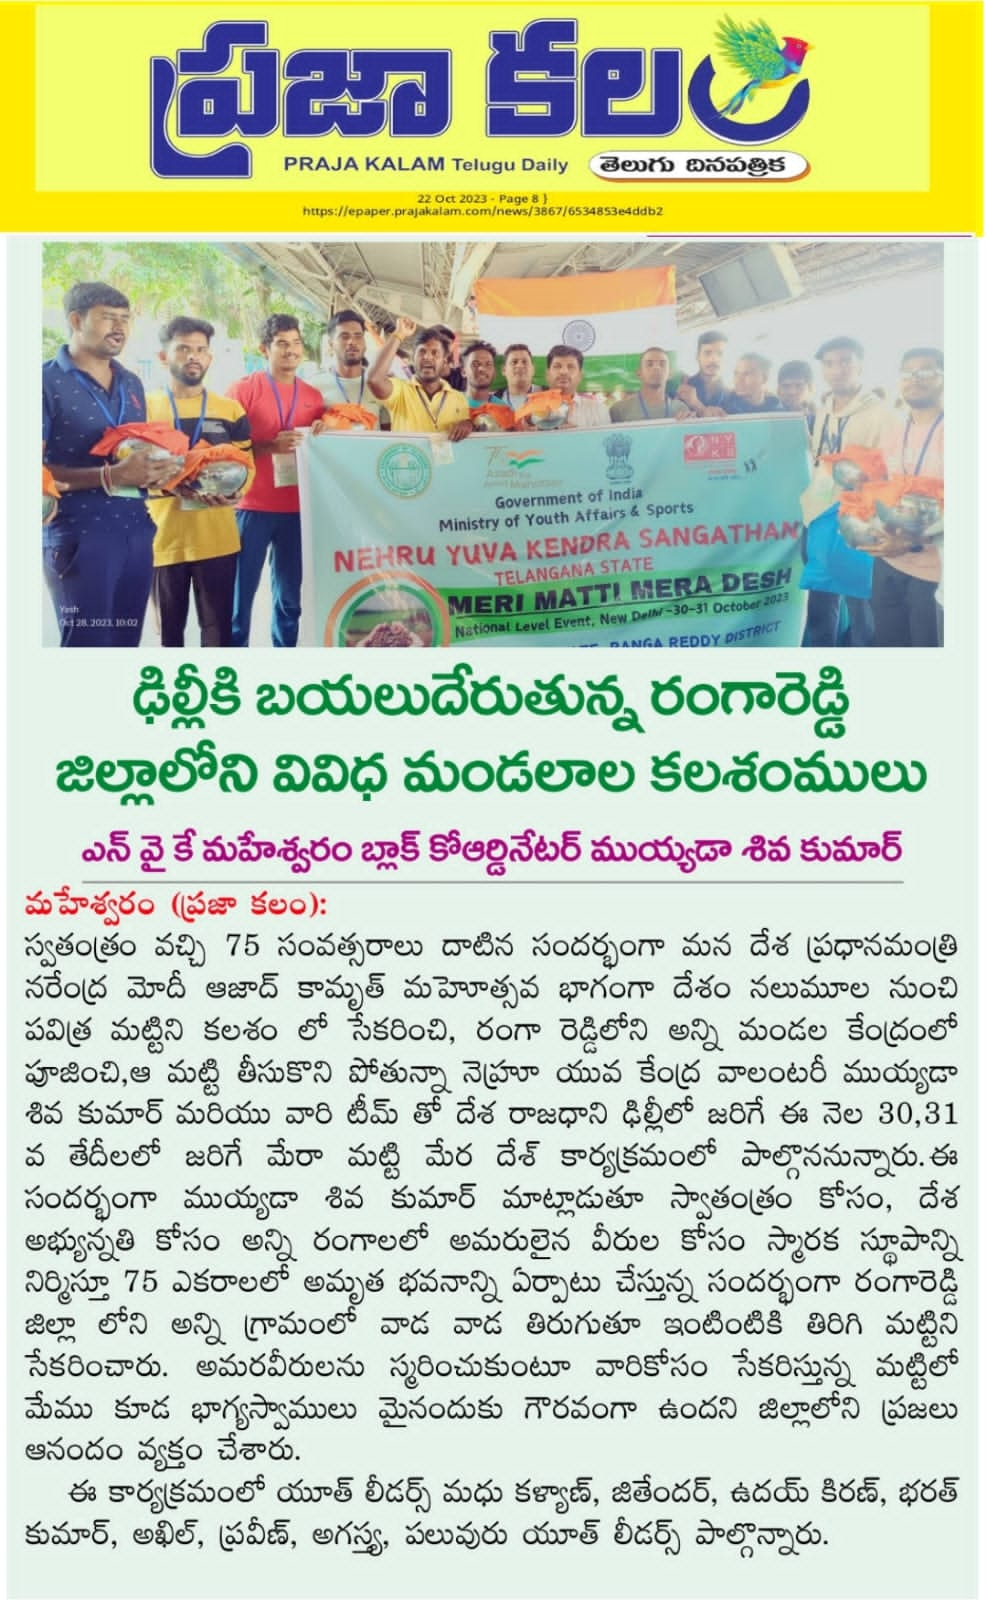 ప్రజా కలం
PRAJA KALAM Telugu Daily
తెలుగు దినపత్రిక
22 Oct 2023 - Page 8 }
https://epaper.prajakalam.com/news/3867/6534853e4ddb2
Azadi Ka
Amrit Mahotsav
NYKS
Government of India
Ministry of Youth Affairs & Sports
NEHRU YUVA KENDRA SANGATHAN
TELANGANA STATE
MERI MATTI MERA DESH
National Level Event, New Delhi -30-31 October 2023
RANGA REDDY DISTRICT
Yash
Oct 28, 2023, 10:02
ఢిల్లీకి బయలుదేరుతున్న రంగారెడ్డి
జిల్లాలోని వివిధ మండలాల కలశంములు
ఎన్ వై కే మహేశ్వరం బ్లాక్ కోఆర్డినేటర్ ముయ్యడా శివ కుమార్
మహేశ్వరం (ప్రజా కలం):
స్వతంత్రం వచ్చి 75 సంవత్సరాలు దాటిన సందర్భంగా మన దేశ ప్రధానమంత్రి
నరేంద్ర మోదీ ఆజాద్ కామృత్ మహెూత్సవ భాగంగా దేశం నలుమూల నుంచి
పవిత్ర మట్టిని కలశం లో సేకరించి, రంగా రెడ్డిలోని అన్ని మండల కేంద్రంలో
పూజించి,ఆ మట్టి తీసుకొని పోతున్నా నెహ్రూ యువ కేంద్ర వాలంటరీ ముయ్యడా
శివ కుమార్ మరియు వారి టీమ్ తో దేశ రాజధాని ఢిల్లీలో జరిగే ఈ నెల 30,31
వ తేదీలలో జరిగే మేరా మట్టి మేర దేశ్ కార్యక్రమంలో పాల్గొననున్నారు.ఈ
సందర్భంగా ముయ్యడా శివ కుమార్ మాట్లాడుతూ స్వాతంత్రం కోసం, దేశ
అభ్యున్నతి కోసం అన్ని రంగాలలో అమరులైన వీరుల కోసం స్మారక స్థూపాన్ని
నిర్మిస్తూ 75 ఎకరాలలో అమృత భవనాన్ని ఏర్పాటు చేస్తున్న సందర్భంగా రంగారెడ్డి
జిల్లా లోని అన్ని గ్రామంలో వాడ వాడ తిరుగుతూ ఇంటింటికి తిరిగి మట్టిని
సేకరించారు. అమరవీరులను స్మరించుకుంటూ వారికోసం సేకరిస్తున్న మట్టిలో
మేము కూడ భాగ్యస్వాములు మైనందుకు గౌరవంగా ఉందని జిల్లాలోని ప్రజలు
ఆనందం వ్యక్తం చేశారు.
ఈ కార్యక్రమంలో యూత్ లీడర్స్ మధు కళ్యాణ్, జితేందర్, ఉదయ్ కిరణ్, భరత్
కుమార్, అఖిల్, ప్రవీణ్, అగస్త్య, పలువురు యూత్ లీడర్స్ పాల్గొన్నారు.